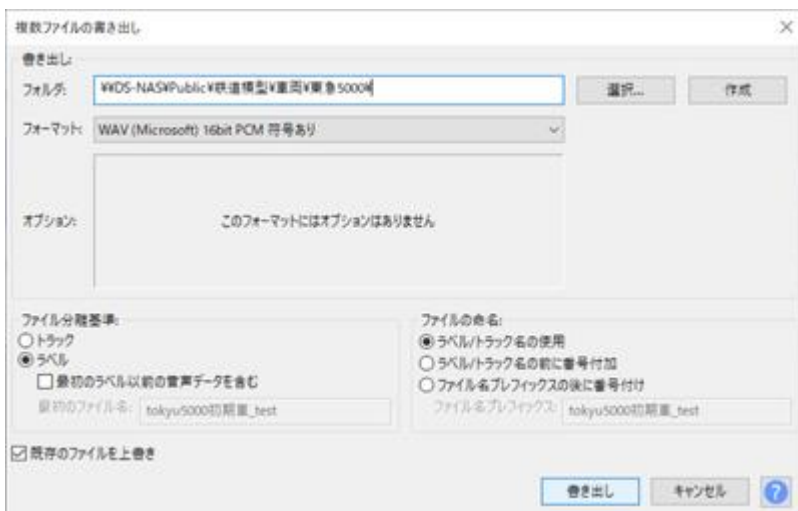 複数ファイルの書き出し
書き出し:
フォルダ: ¥¥DS-NAS¥Public¥鉄道模型¥車両¥東急5000¥ 選択... 作成
フォーマット: WAV (Microsoft) 16bit PCM 符号あり
オプション: このフォーマットにはオプションはありません
ファイル分離基準:
トラック
ラベル
最初のラベル以前の音声データを含む
最初のファイル名: tokyu5000初期車_test
ファイルの命名:
ラベル/トラック名の使用
ラベル/トラック名の前に番号付加
ファイル名プレフィックスの後に番号付け
ファイル名プレフィックス: tokyu5000初期車_test
既存のファイルを上書き
書き出し キャンセル ?